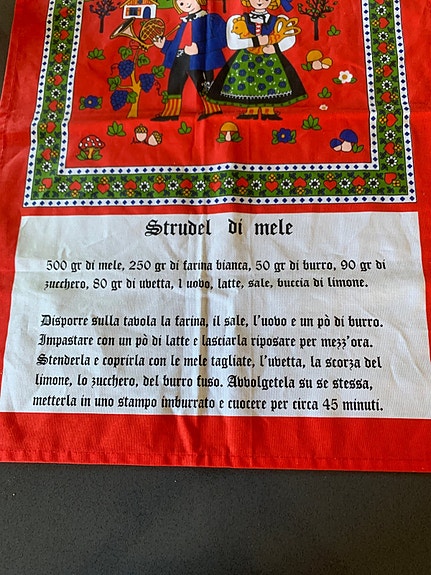 Strudel di mele
500 gr di mele, 250 gr di farina bianca, 50 gr di burro, 90 gr di
zucchero, 80 gr di uvetta, 1 uovo, latte, sale, buccia di limone.
Disporre sulla tavola la farina, il sale, l'uovo e un pò di burro.
Impastare con un pò di latte e lasciarla riposare per mezz'ora.
Stenderla e coprirla con le mele tagliate, l'uvetta, la scorza del
limone, lo zucchero, del burro fuso. Avvolgetela su se stessa,
metterla in uno stampo imburrato e cuocere per circa 45 minuti.